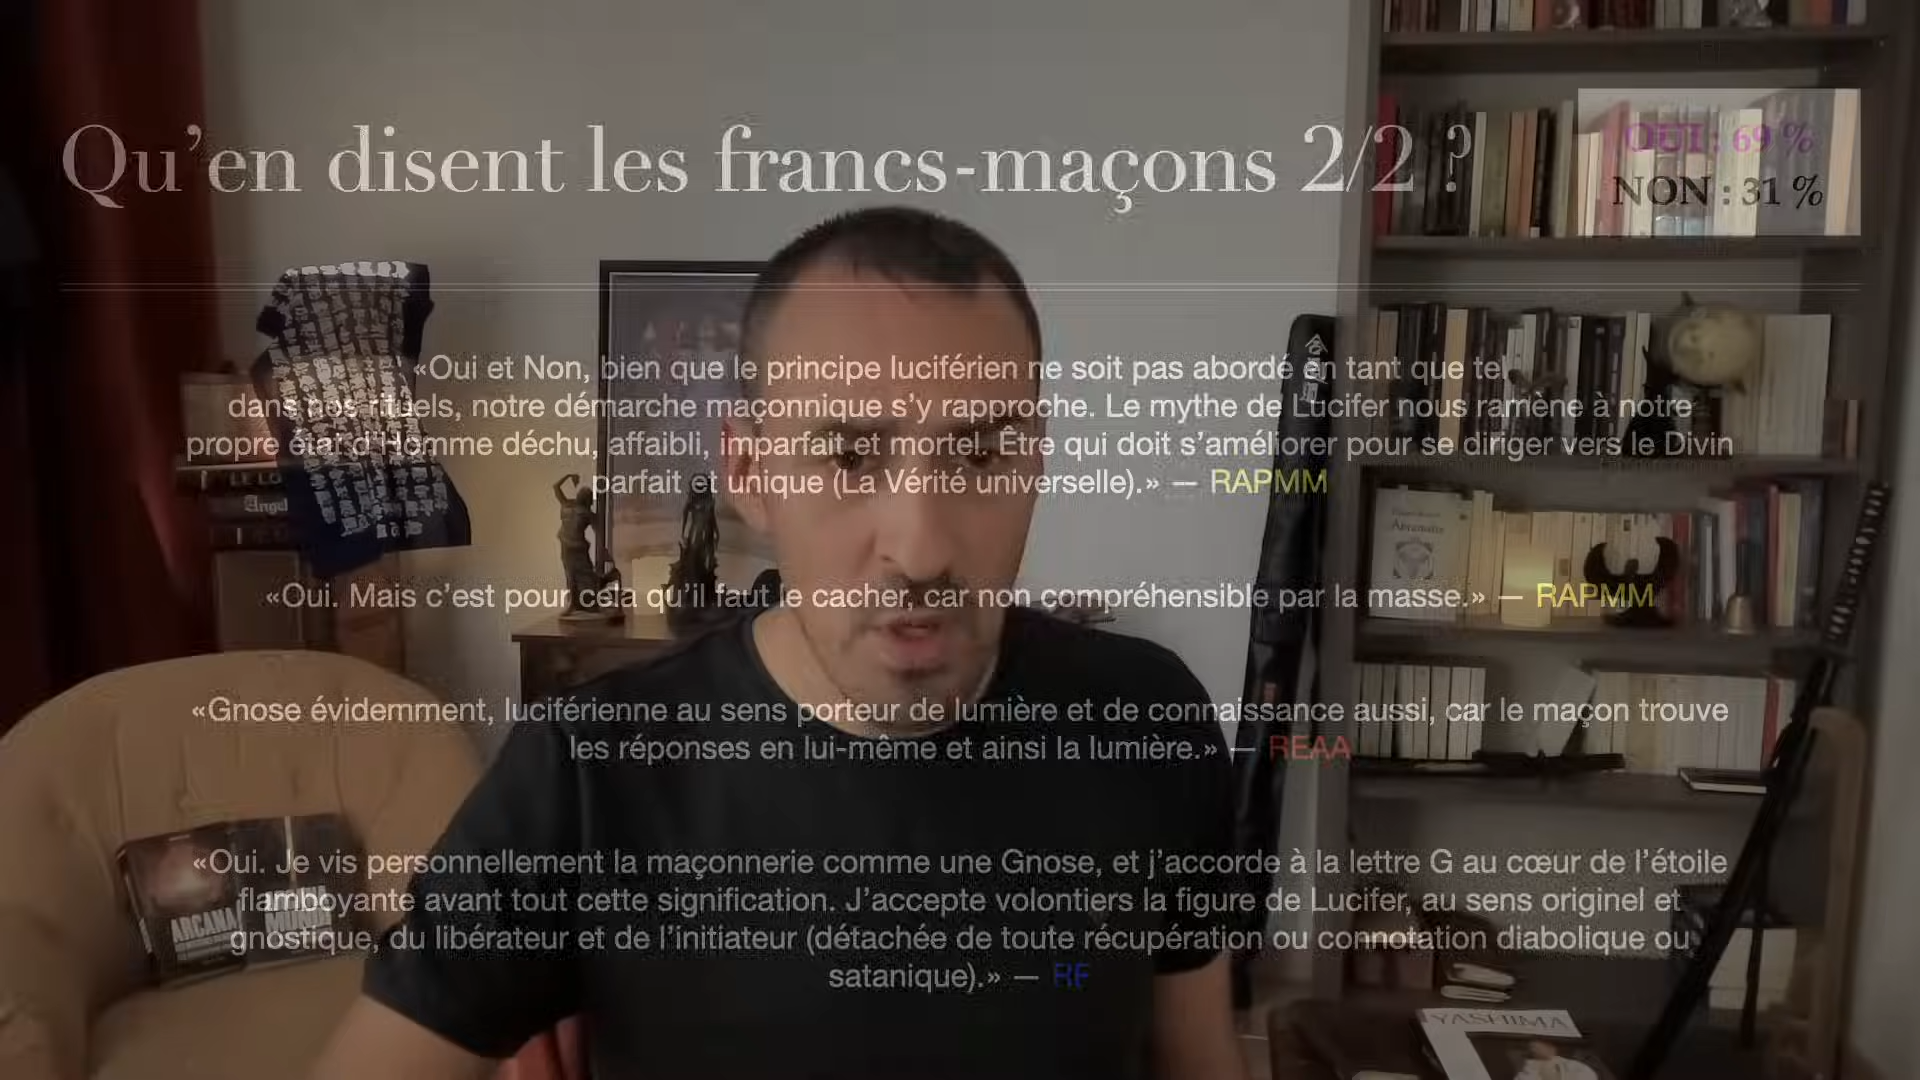 Qu’en disent les francs-maçons 2/2 ?
OUI : 69 %
NON : 31 %
«Oui et Non, bien que le principe luciférien ne soit pas abordé en tant que tel
dans nos rituels, notre démarche maçonnique s’y rapproche. Le mythe de Lucifer nous ramène à notre
propre état d’Homme déchu, affaibli, imparfait et mortel. Être qui doit s’améliorer pour se diriger vers le Divin
parfait et unique (La Vérité universelle).» — RAPMM
«Oui. Mais c’est pour cela qu’il faut le cacher, car non compréhensible par la masse.» — RAPMM
«Gnose évidemment, luciférienne au sens porteur de lumière et de connaissance aussi, car le maçon trouve
les réponses en lui-même et ainsi la lumière.» — REAA
«Oui. Je vis personnellement la maçonnerie comme une Gnose, et j’accorde à la lettre G au cœur de l’étoile
flamboyante avant tout cette signification. J’accepte volontiers la figure de Lucifer, au sens originel et
gnostique, du libérateur et de l’initiateur (détachée de toute récupération ou connotation diabolique ou
satanique).» — RF
ARCANA
YASHIMA